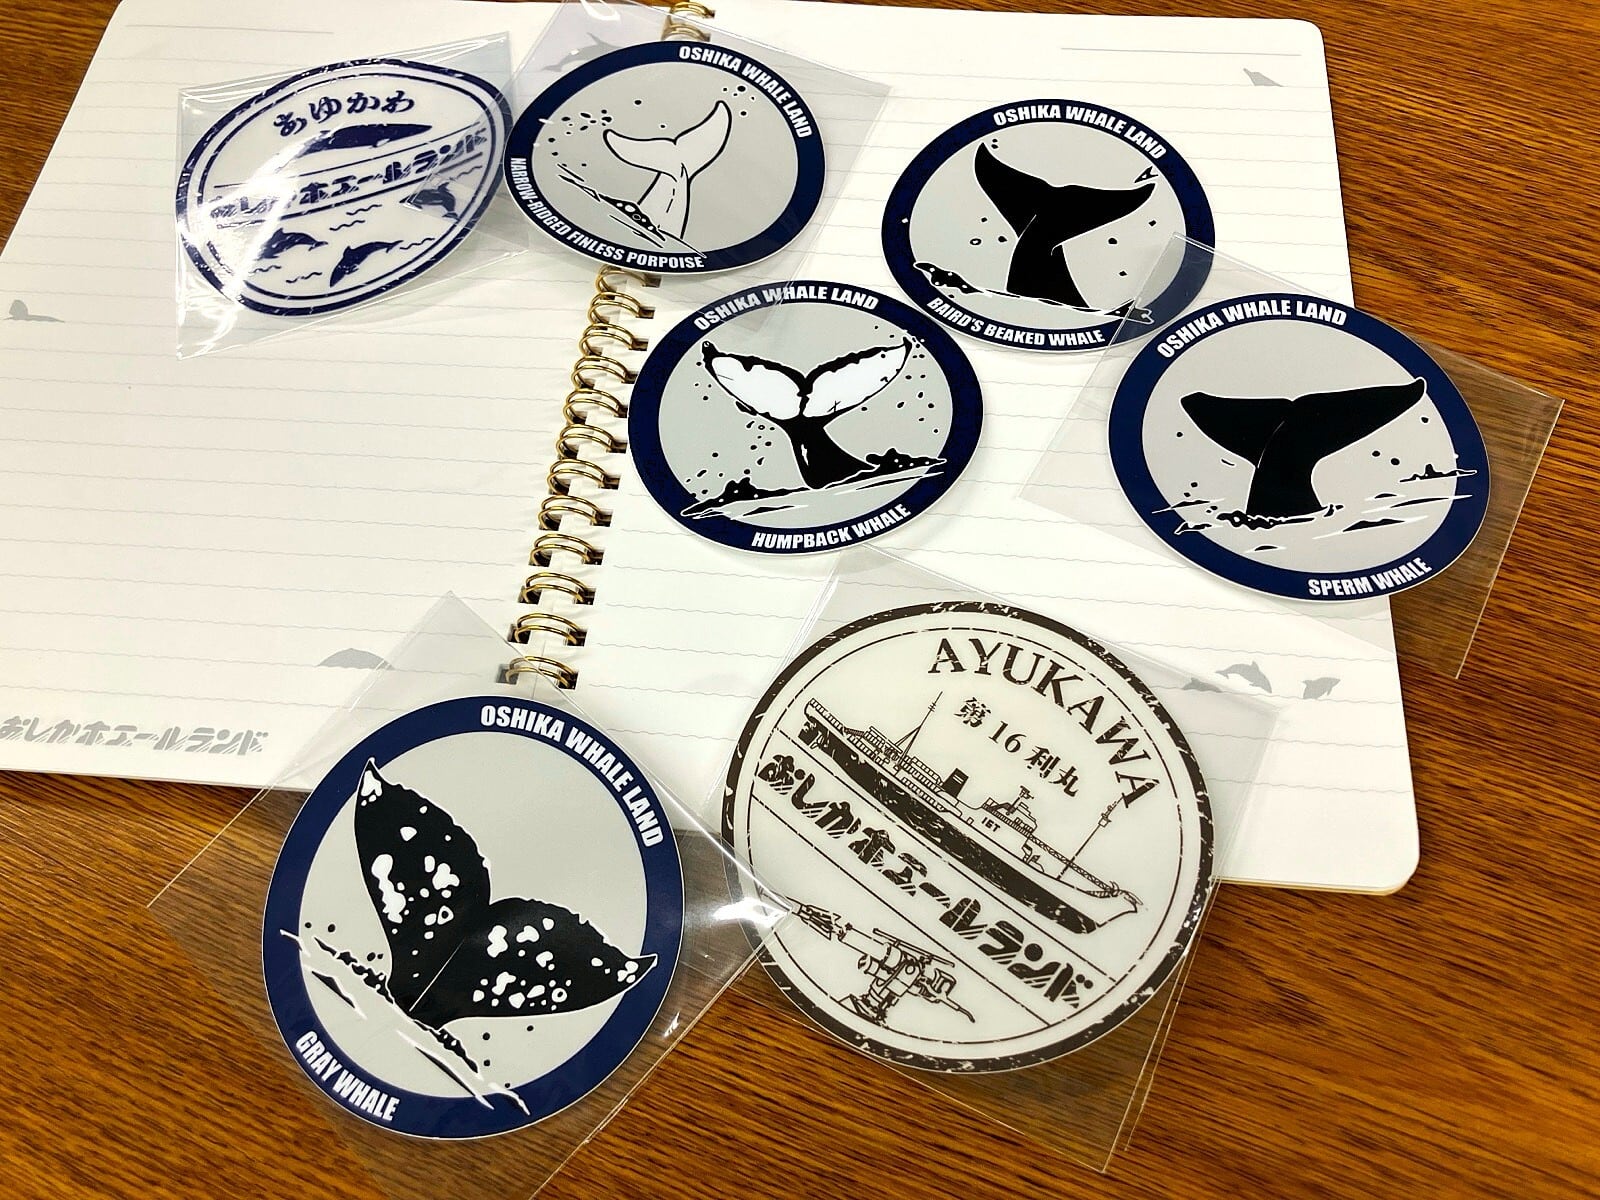 あゆかわ
おしかホエールランド
OSHIKA WHALE LAND
NARROW-RIDGED FINLESS PORPOISE
OSHIKA WHALE LAND
BAIRD'S BEAKED WHALE
OSHIKA WHALE LAND
HUMPBACK WHALE
OSHIKA WHALE LAND
SPERM WHALE
おしかホエールランド
OSHIKA WHALE LAND
GRAY WHALE
AYUKAWA
第16利丸
16T
おしかホエールランド